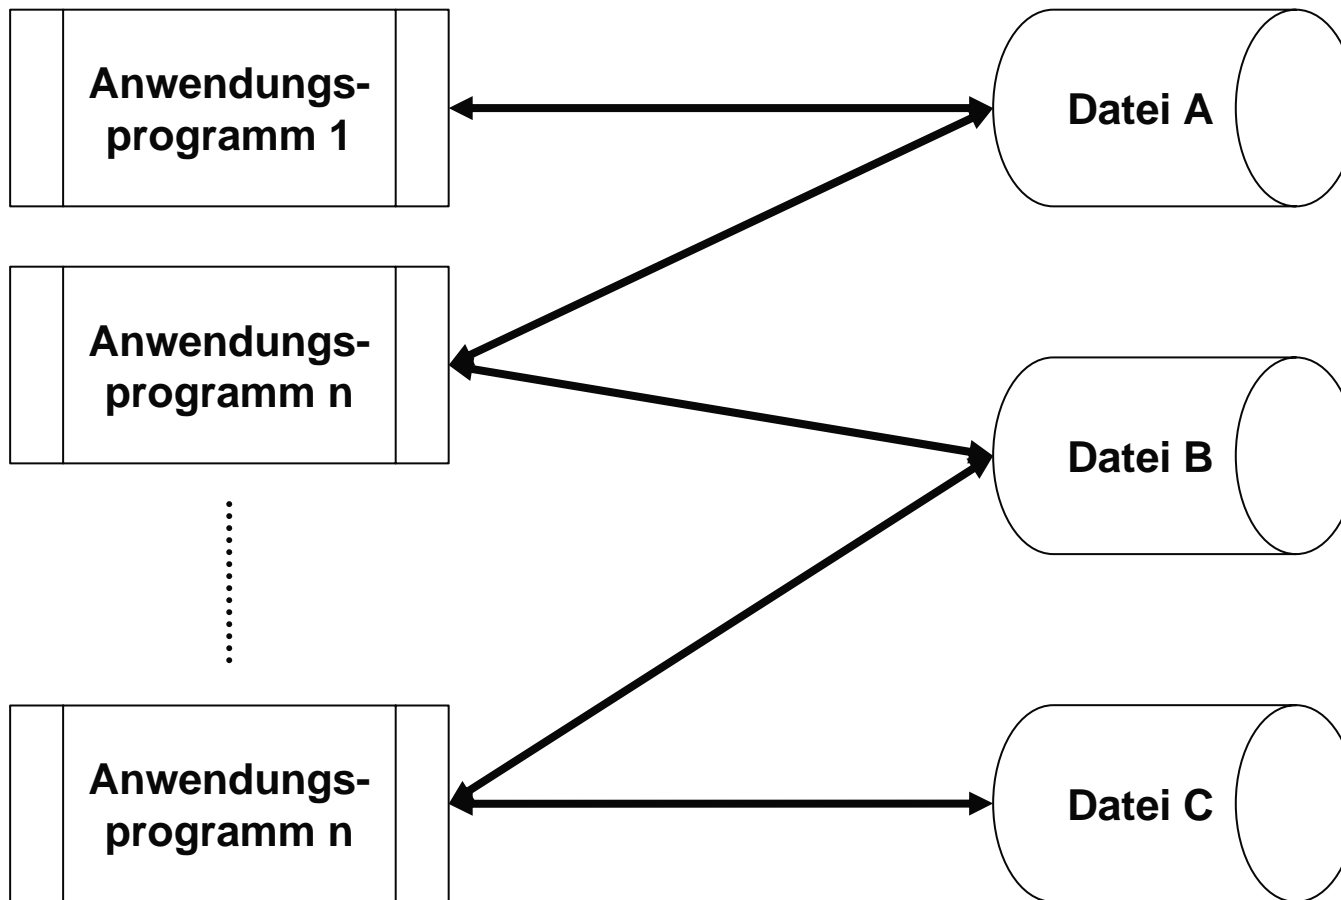 Anwendungs-
programm 1
Datei A
Anwendungs-
programm n
Datei B
Anwendungs-
programm n
Datei C